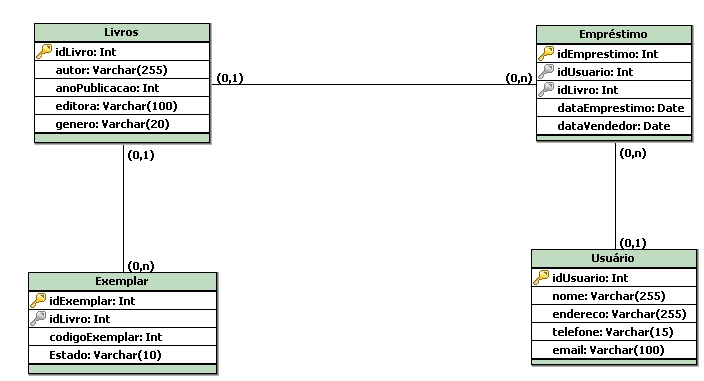 Livros
idLivro: Int
autor: Varchar(255)
anoPublicacao: Int
editora: Varchar(100)
genero: Varchar(20)
(0,1)
(0,n)
Empréstimo
idEmprestimo: Int
idUsuario: Int
idLivro: Int
dataEmprestimo: Date
dataVendedor: Date
(0,1)
(0,n)
(0,n)
(0,1)
Exemplar
idExemplar: Int
idLivro: Int
codigoExemplar: Int
Estado: Varchar(10)
Usuário
idUsuario: Int
nome: Varchar(255)
endereco: Varchar(255)
telefone: Varchar(15)
email: Varchar(100)